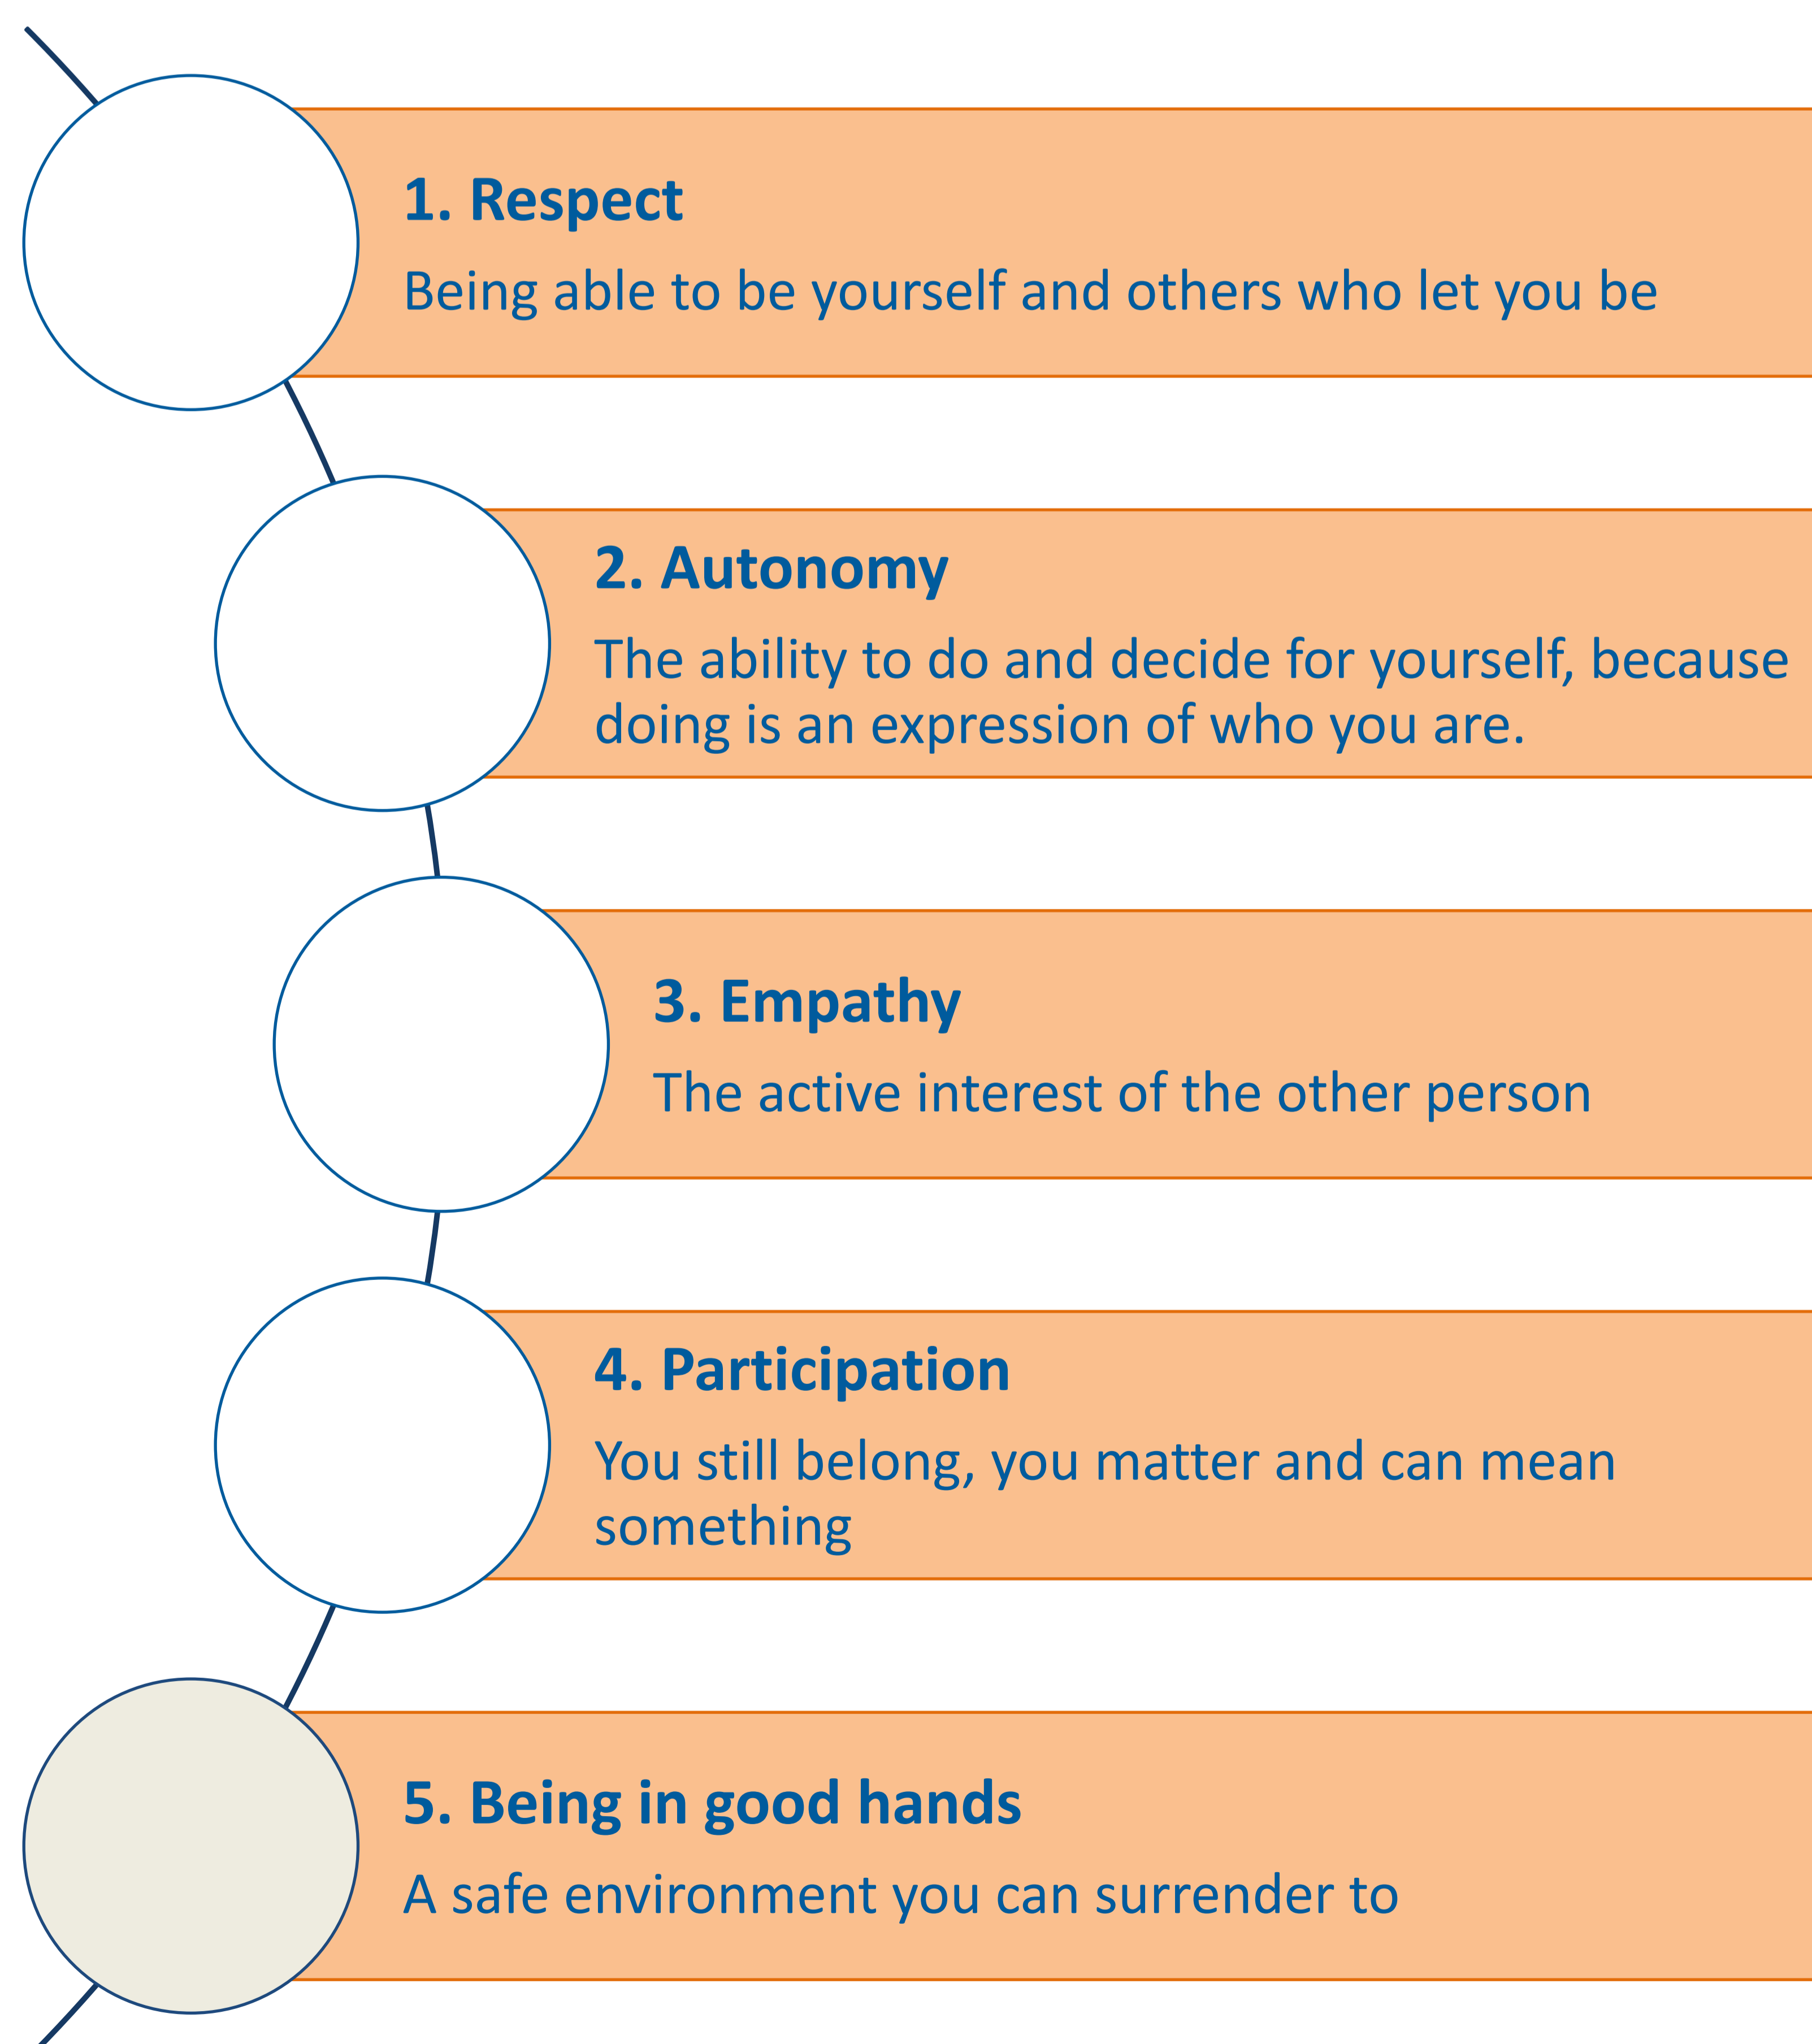 1. Respect
Being able to be yourself and others who let you be
2. Autonomy
The ability to do and decide for yourself, because
doing is an expression of who you are.
3. Empathy
The active interest of the other person
4. Participation
You still belong, you matter and can mean
something
5. Being in good hands
A safe environment you can surrender to